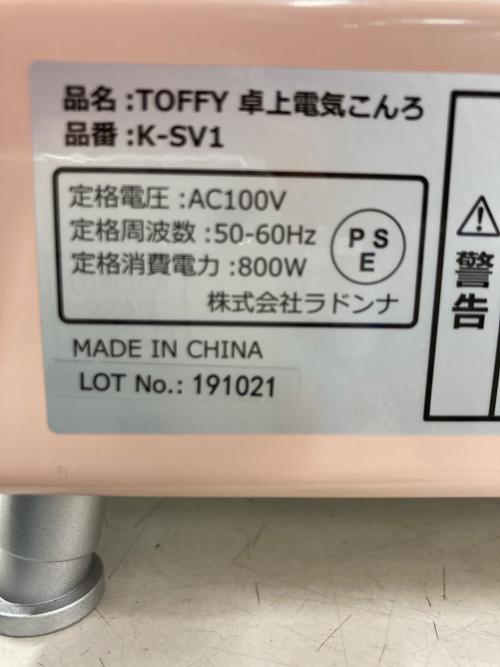 品名:TOFFY 卓上電気こんろ
品番:K-SV1
定格電圧:AC100V
定格周波数:50-60Hz
定格消費電力:800W
PS
E
株式会社ラドンナ
MADE IN CHINA
LOT No.: 191021
警告